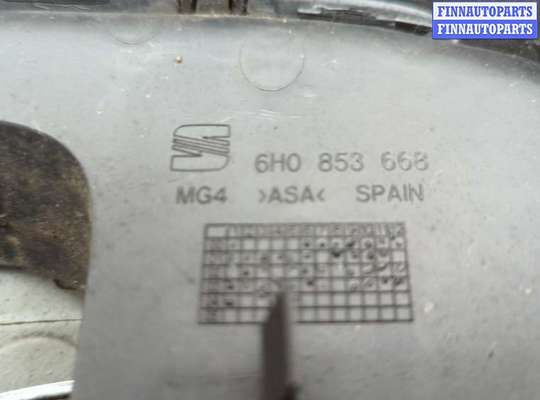 FINNAUTOPARTS
FINNAUTOPARTS
6H0 853 668
MG4 >ASA< SPAIN